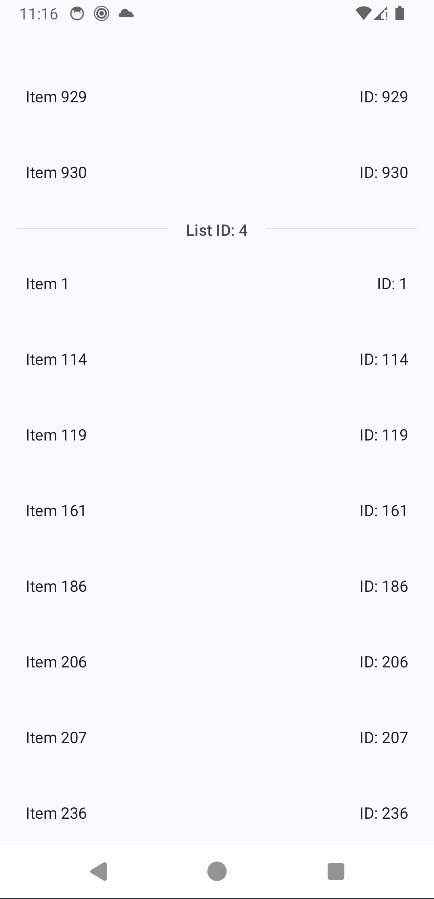 11:16
Item 929 ID: 929
Item 930 ID: 930
List ID: 4
Item 1 ID: 1
Item 114 ID: 114
Item 119 ID: 119
Item 161 ID: 161
Item 186 ID: 186
Item 206 ID: 206
Item 207 ID: 207
Item 236 ID: 236